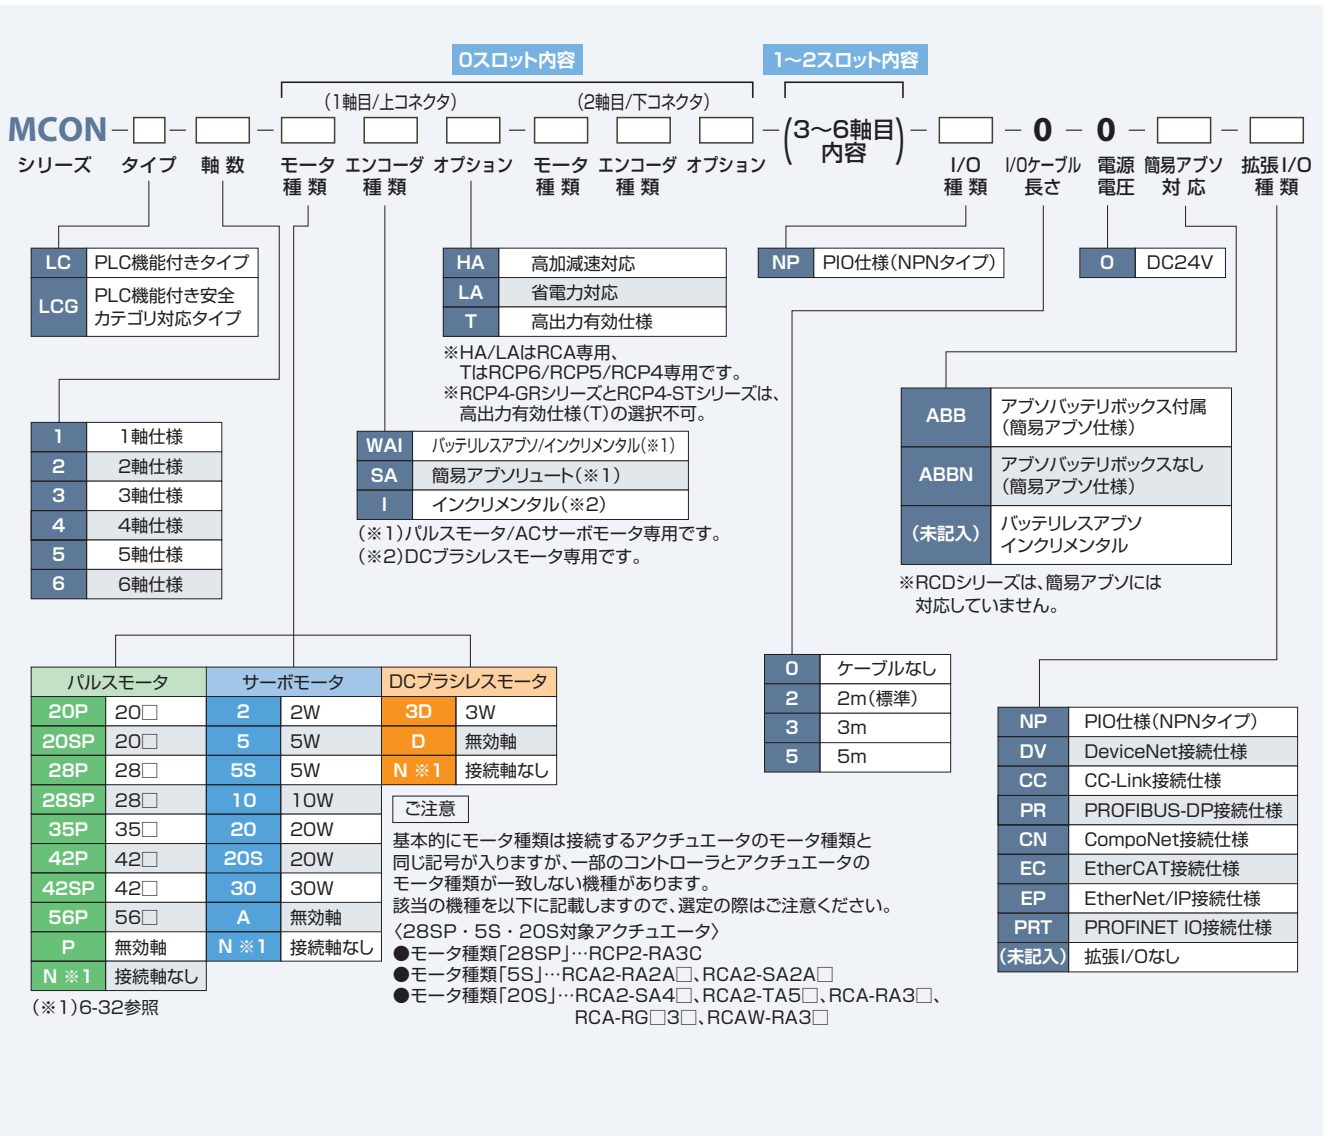 0スロット内容
1〜2スロット内容
(1軸目/上コネクタ)
(2軸目/下コネクタ)
MCON-□-□-□□□-□□□-(3〜6軸目内容)-□-0-0-□-□
シリーズ
タイプ
軸 数
モータ種 類
エンコーダ種 類
オプション
モータ種 類
エンコーダ種 類
オプション
I/O種 類
I/Oケーブル長さ
電源電圧
簡易アブソ対 応
拡張I/O種 類
LC PLC機能付きタイプ
LCG PLC機能付き安全
カテゴリ対応タイプ
HA 高加減速対応
LA 省電力対応
T 高出力有効仕様
※HA/LAはRCA専用、
TはRCP6/RCP5/RCP4専用です。
※RCP4-GRシリーズとRCP4-STシリーズは、
高出力有効仕様(T)の選択不可。
NP PIO仕様(NPNタイプ)
0 DC24V
1 1軸仕様
2 2軸仕様
3 3軸仕様
4 4軸仕様
5 5軸仕様
6 6軸仕様
WAI バッテリレスアブソ/インクリメンタル(※1)
SA 簡易アブソリュート(※1)
I インクリメンタル(※2)
(※1)パルスモータ/ACサーボモータ専用です。
(※2)DCブラシレスモータ専用です。
ABB アブソバッテリボックス付属
(簡易アブソ仕様)
ABBN アブソバッテリボックスなし
(簡易アブソ仕様)
(未記入) バッテリレスアブソ
インクリメンタル
※RCDシリーズは、簡易アブソには
対応していません。
パルスモータ
20P 20□
20SP 20□
28P 28□
28SP 28□
35P 35□
42P 42□
42SP 42□
56P 56□
P 無効軸
N ※1 接続軸なし
(※1)6-32参照
サーボモータ
2 2W
5 5W
5S 5W
10 10W
20 20W
20S 20W
30 30W
A 無効軸
N ※1 接続軸なし
DCブラシレスモータ
3D 3W
D 無効軸
N ※1 接続軸なし
ご注意
基本的にモータ種類は接続するアクチュエータのモータ種類と
同じ記号が入りますが、一部のコントローラとアクチュエータの
モータ種類が一致しない機種があります。
該当の機種を以下に記載しますので、選定の際はご注意ください。
〈28SP・5S・20S対象アクチュエータ〉
●モータ種類「28SP」…RCP2-RA3C
●モータ種類「5S」…RCA2-RA2A□、RCA2-SA2A□
●モータ種類「20S」…RCA2-SA4□、RCA2-TA5□、RCA-RA3□、
RCA-RG□3□、RCAW-RA3□
0 ケーブルなし
2 2m(標準)
3 3m
5 5m
NP PIO仕様(NPNタイプ)
DV DeviceNet接続仕様
CC CC-Link接続仕様
PR PROFIBUS-DP接続仕様
CN CompoNet接続仕様
EC EtherCAT接続仕様
EP EtherNet/IP接続仕様
PRT PROFINET IO接続仕様
(未記入) 拡張I/Oなし